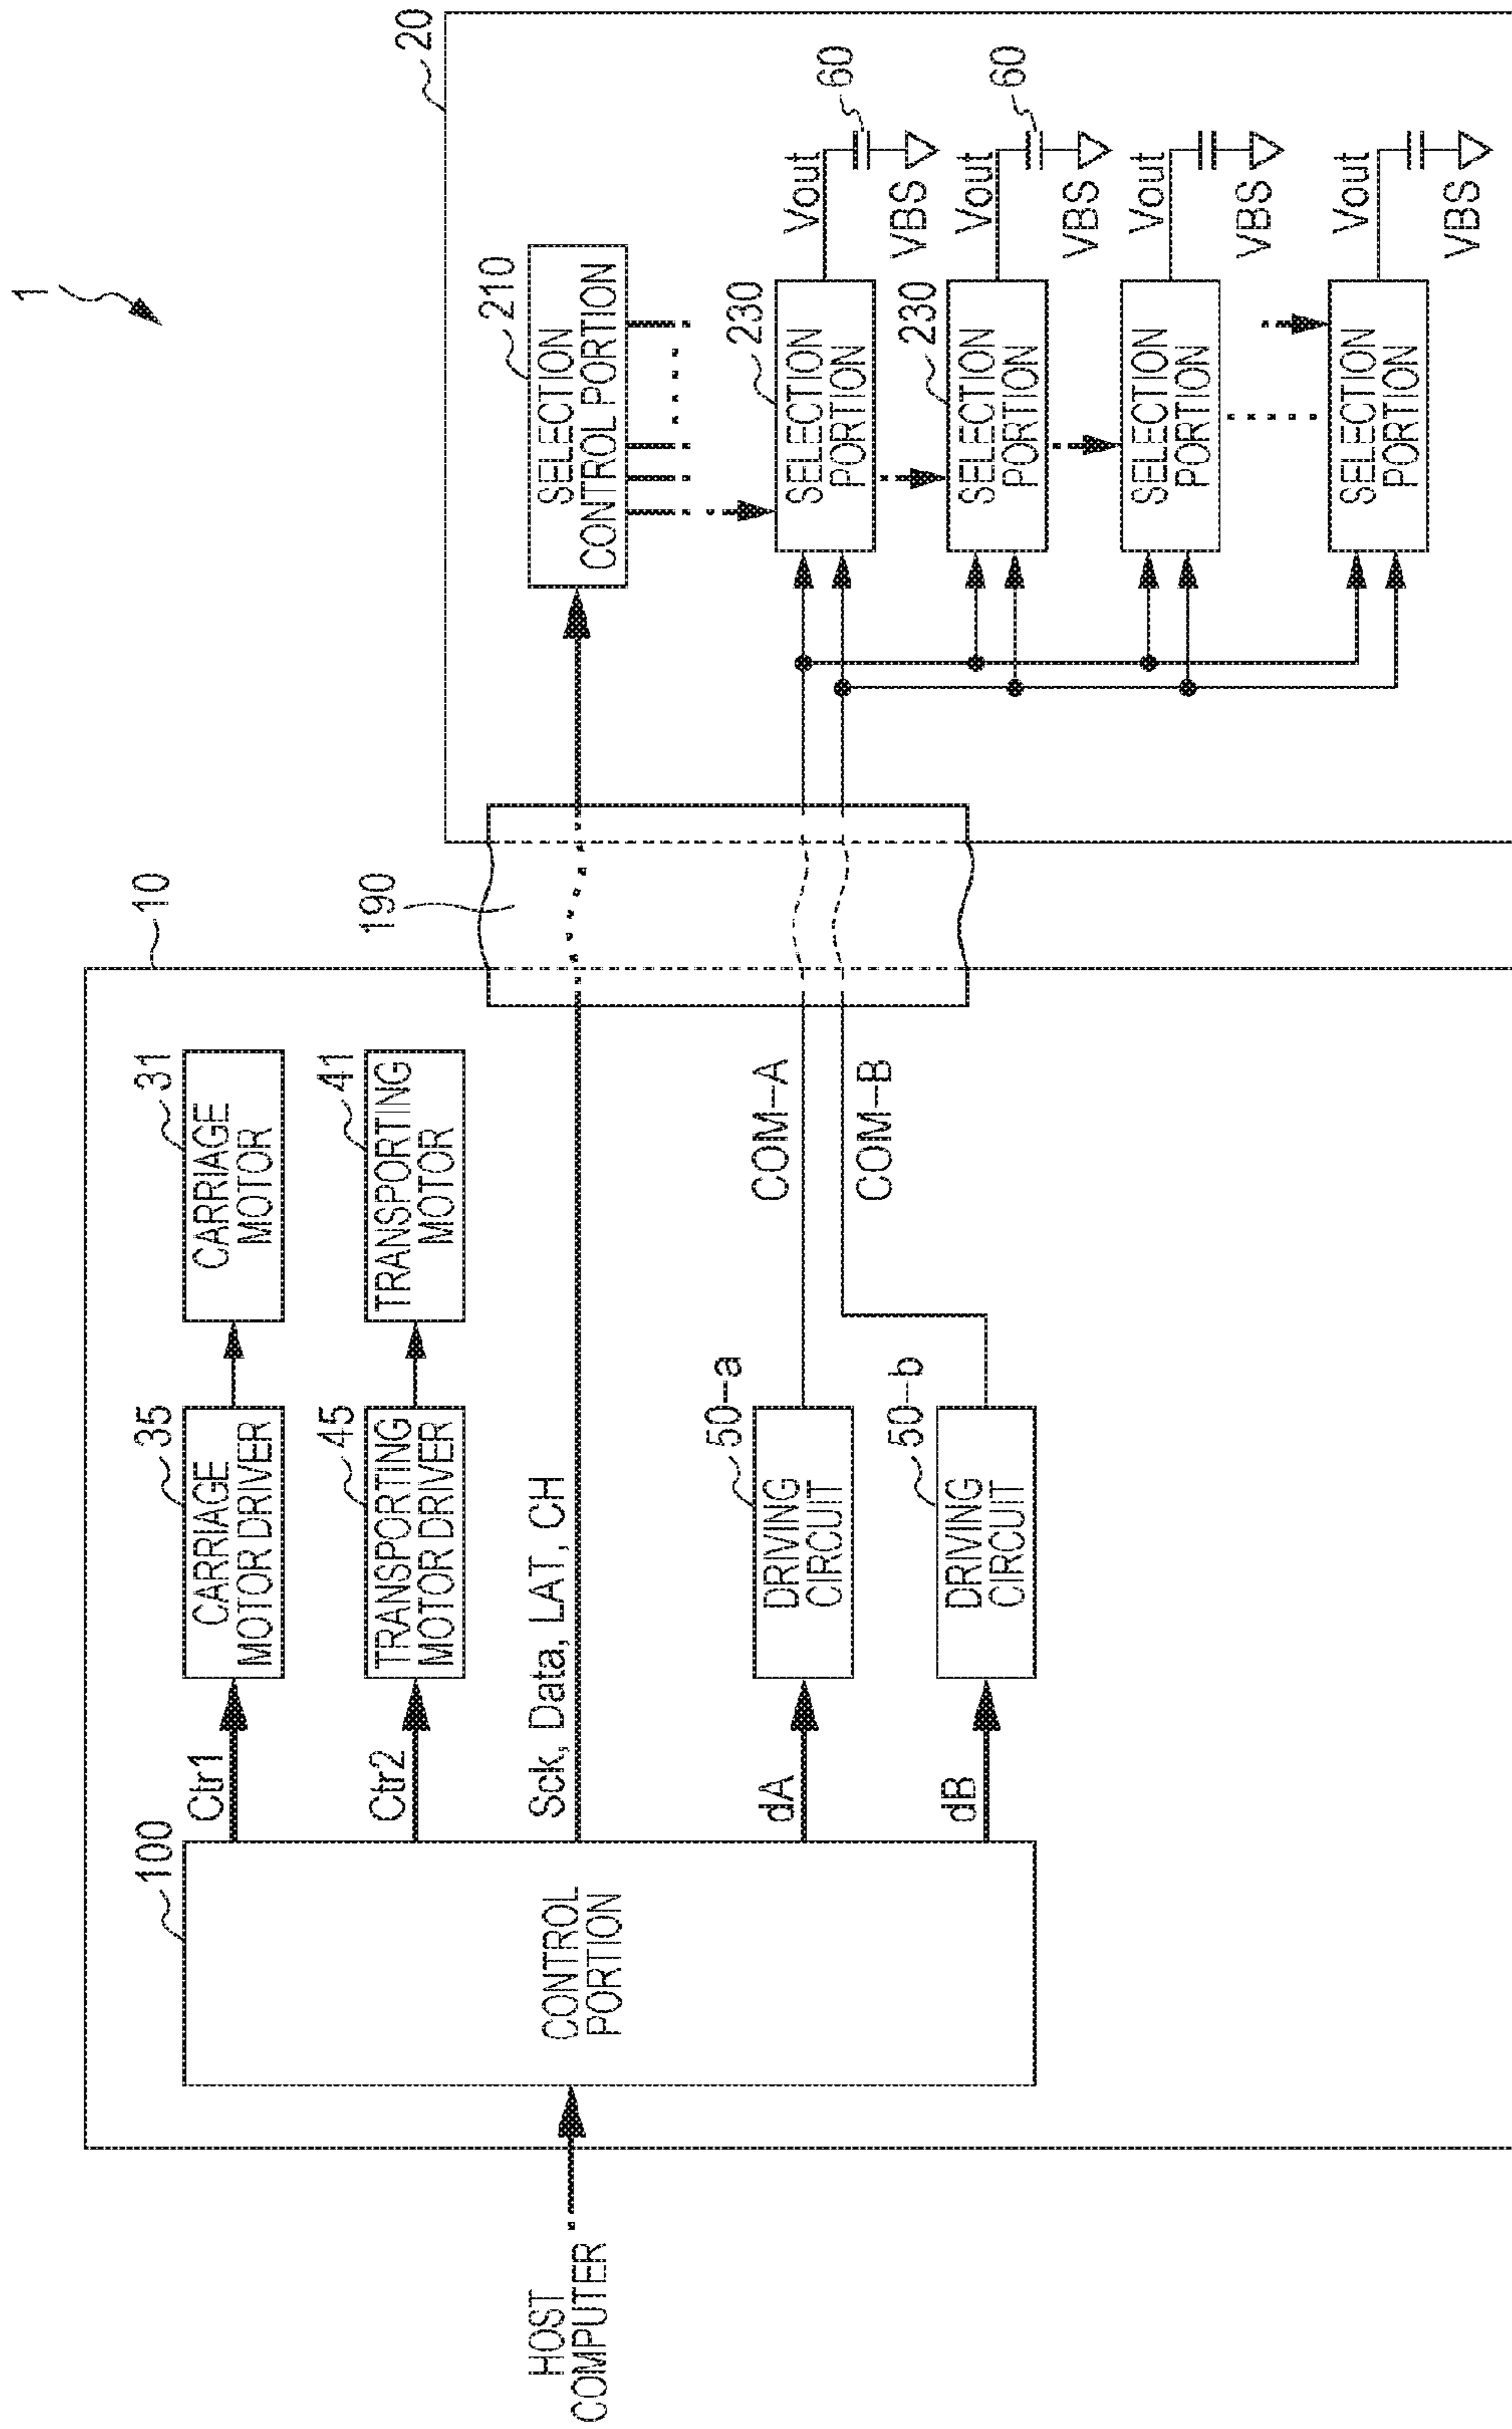 1
10
20
100
Ctr1
35
CARRIAGE
MOTOR DRIVER
31
CARRIAGE
MOTOR
Ctr2
45
TRANSPORTING
MOTOR DRIVER
41
TRANSPORTING
MOTOR
190
HOST
COMPUTER
CONTROL
PORTION
Sck, Data, LAT, CH
210
SELECTION
CONTROL PORTION
dA
50-a
DRIVING
CIRCUIT
COM-A
dB
50-b
DRIVING
CIRCUIT
COM-B
230
SELECTION
PORTION
Vout
60
VBS
230
SELECTION
PORTION
Vout
60
VBS
SELECTION
PORTION
Vout
VBS
SELECTION
PORTION
Vout
VBS